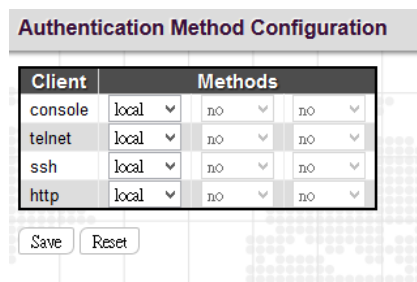 Authentication Method Configuration
Client Methods
console local no no
telnet local no no
ssh local no no
http local no no
Save Reset